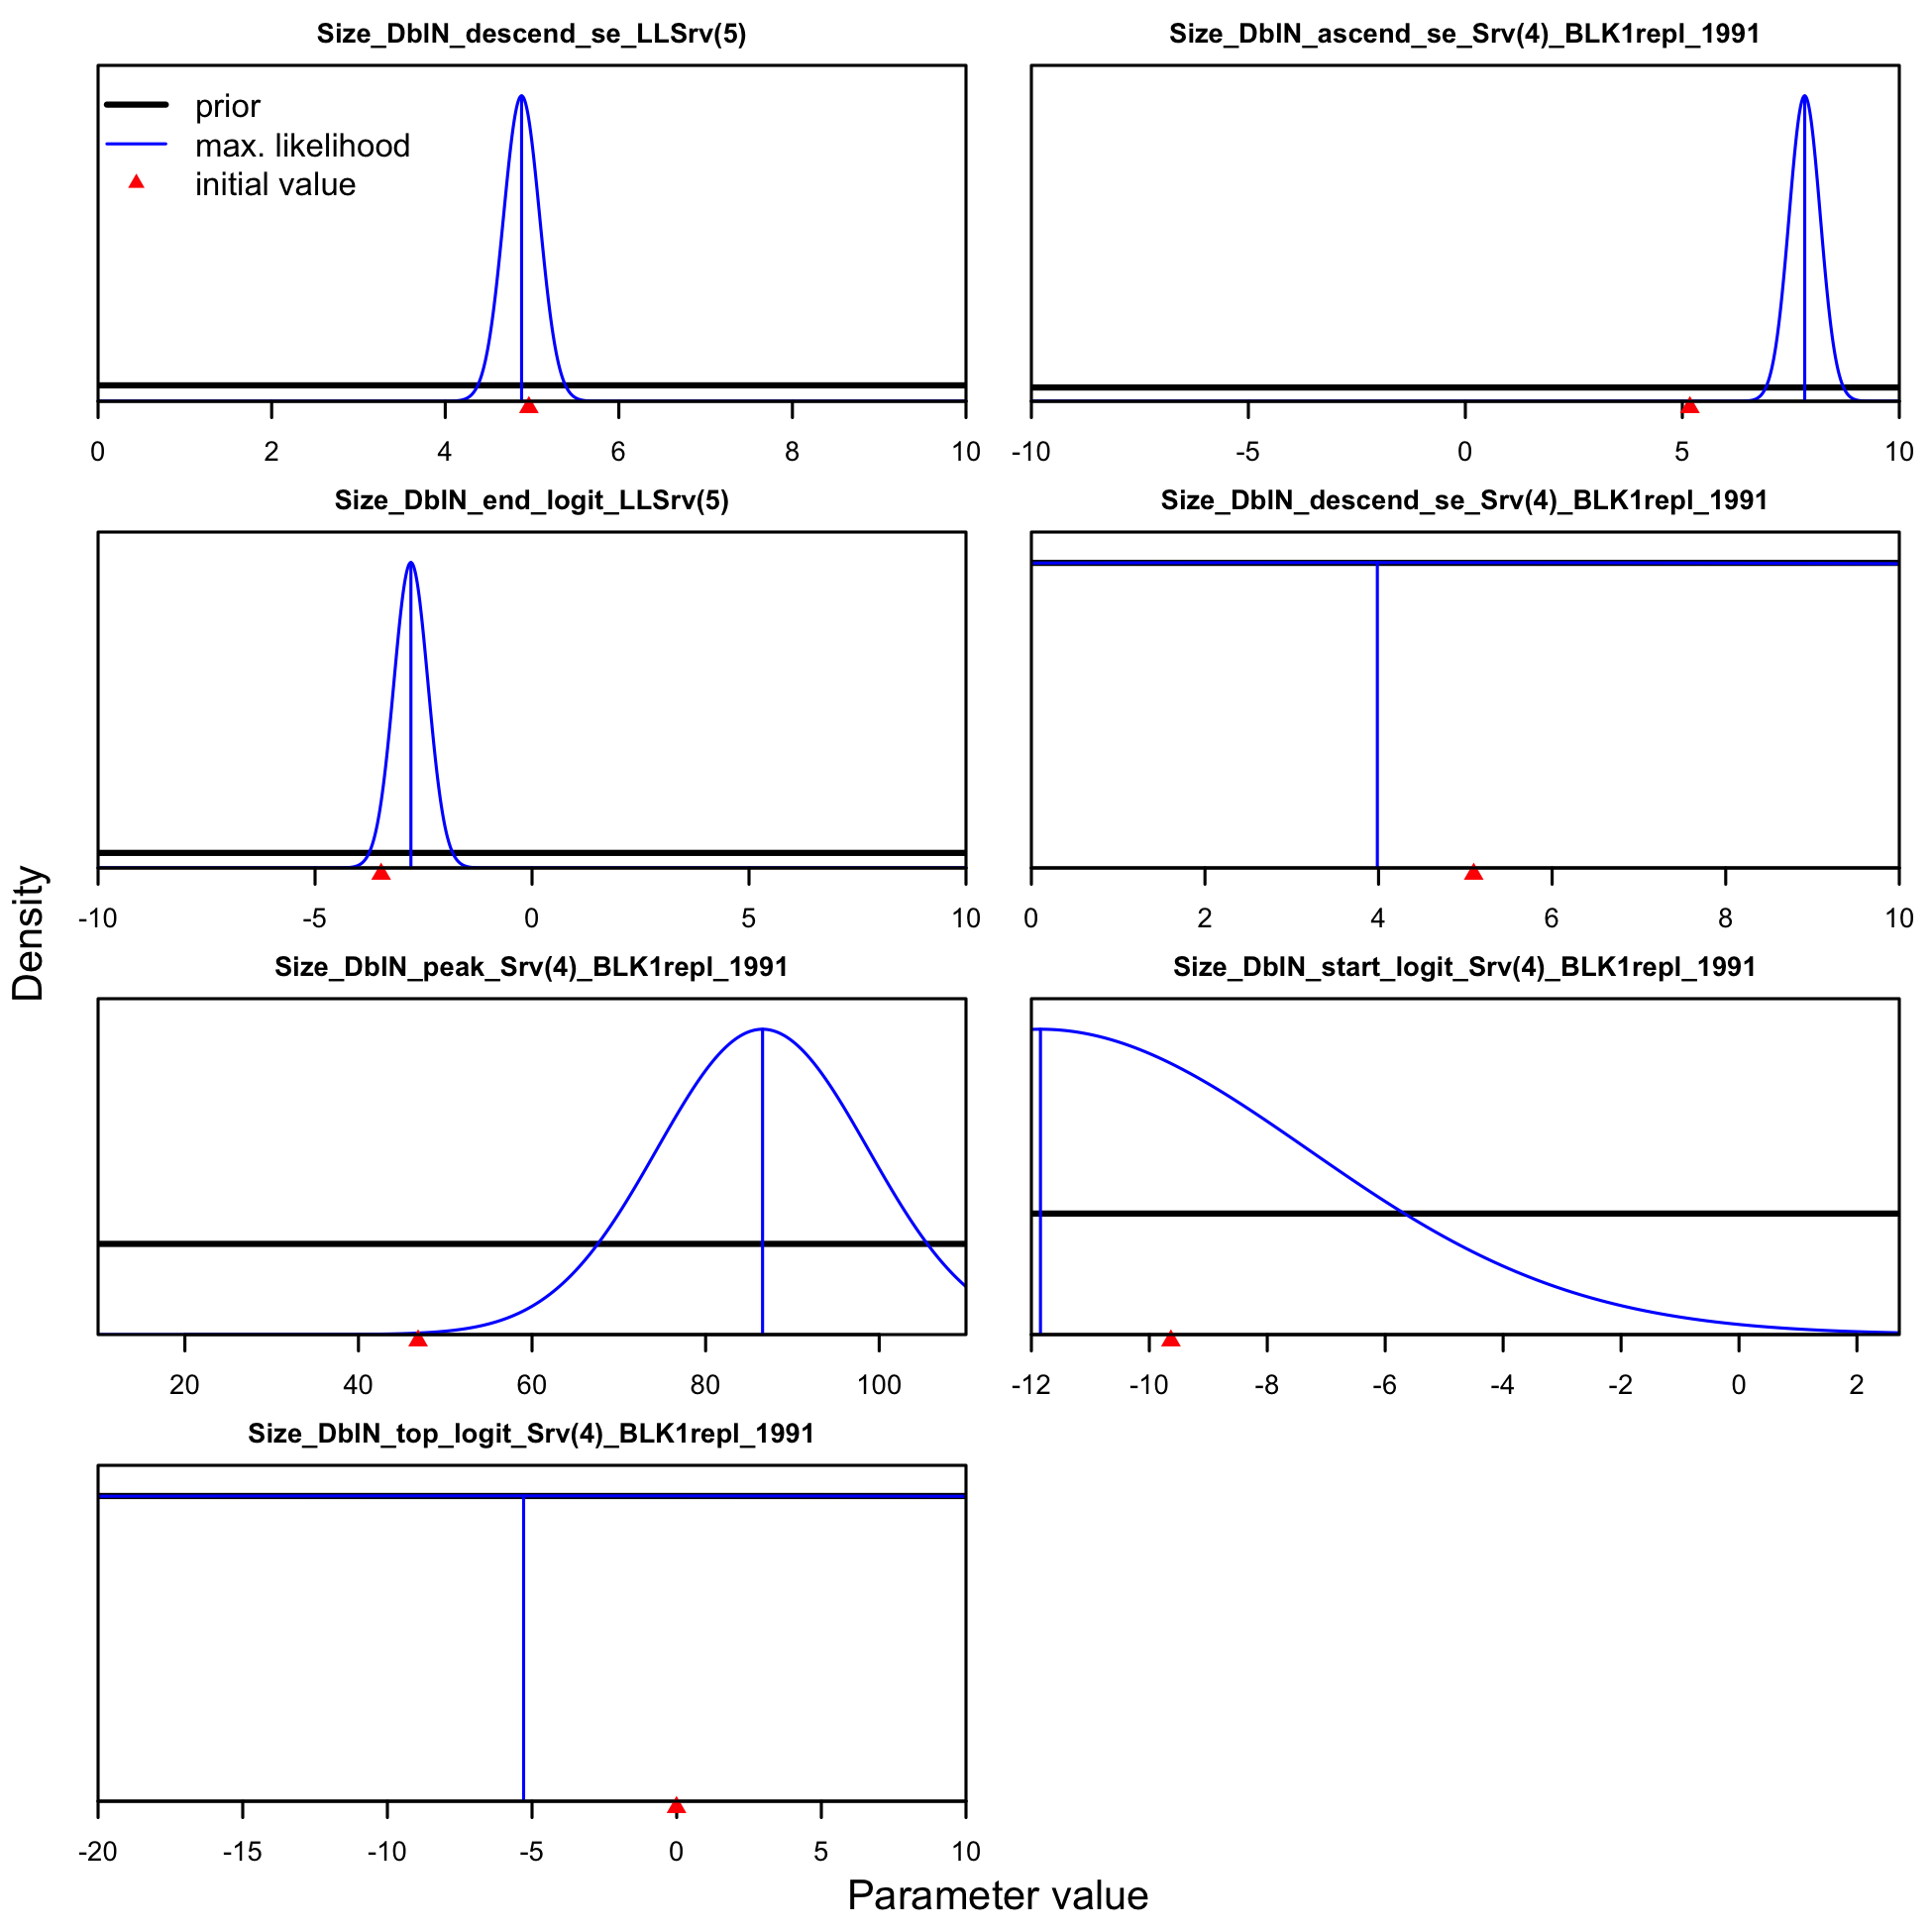 Size_DblN_descend_se_LLSrv(5)
prior
max. likelihood
initial value
0 2 4 6 8 10
Size_DblN_ascend_se_Srv(4)_BLK1repl_1991
-10 -5 0 5 10
Size_DblN_end_logit_LLSrv(5)
-10 -5 0 5 10
Size_DblN_descend_se_Srv(4)_BLK1repl_1991
0 2 4 6 8 10
Size_DblN_peak_Srv(4)_BLK1repl_1991
20 40 60 80 100
Size_DblN_start_logit_Srv(4)_BLK1repl_1991
-12 -10 -8 -6 -4 -2 0 2
Size_DblN_top_logit_Srv(4)_BLK1repl_1991
-20 -15 -10 -5 0 5 10
Density
Parameter value